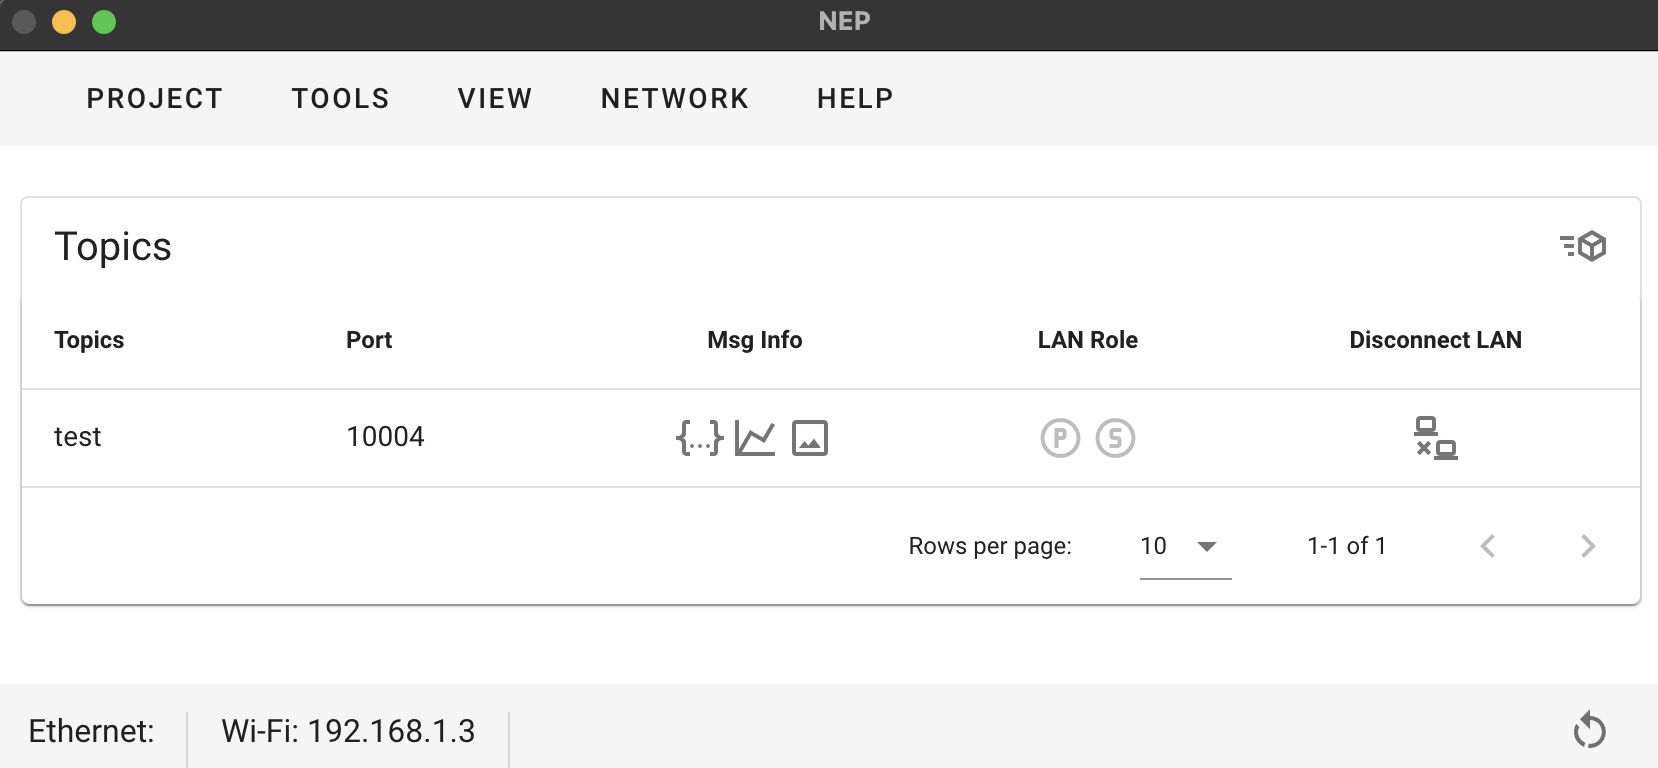 NEP
PROJECT TOOLS VIEW NETWORK HELP
Topics
Topics Port Msg Info LAN Role Disconnect LAN
test 10004 {...} P S
Rows per page: 10 1-1 of 1
Ethernet: Wi-Fi: 192.168.1.3